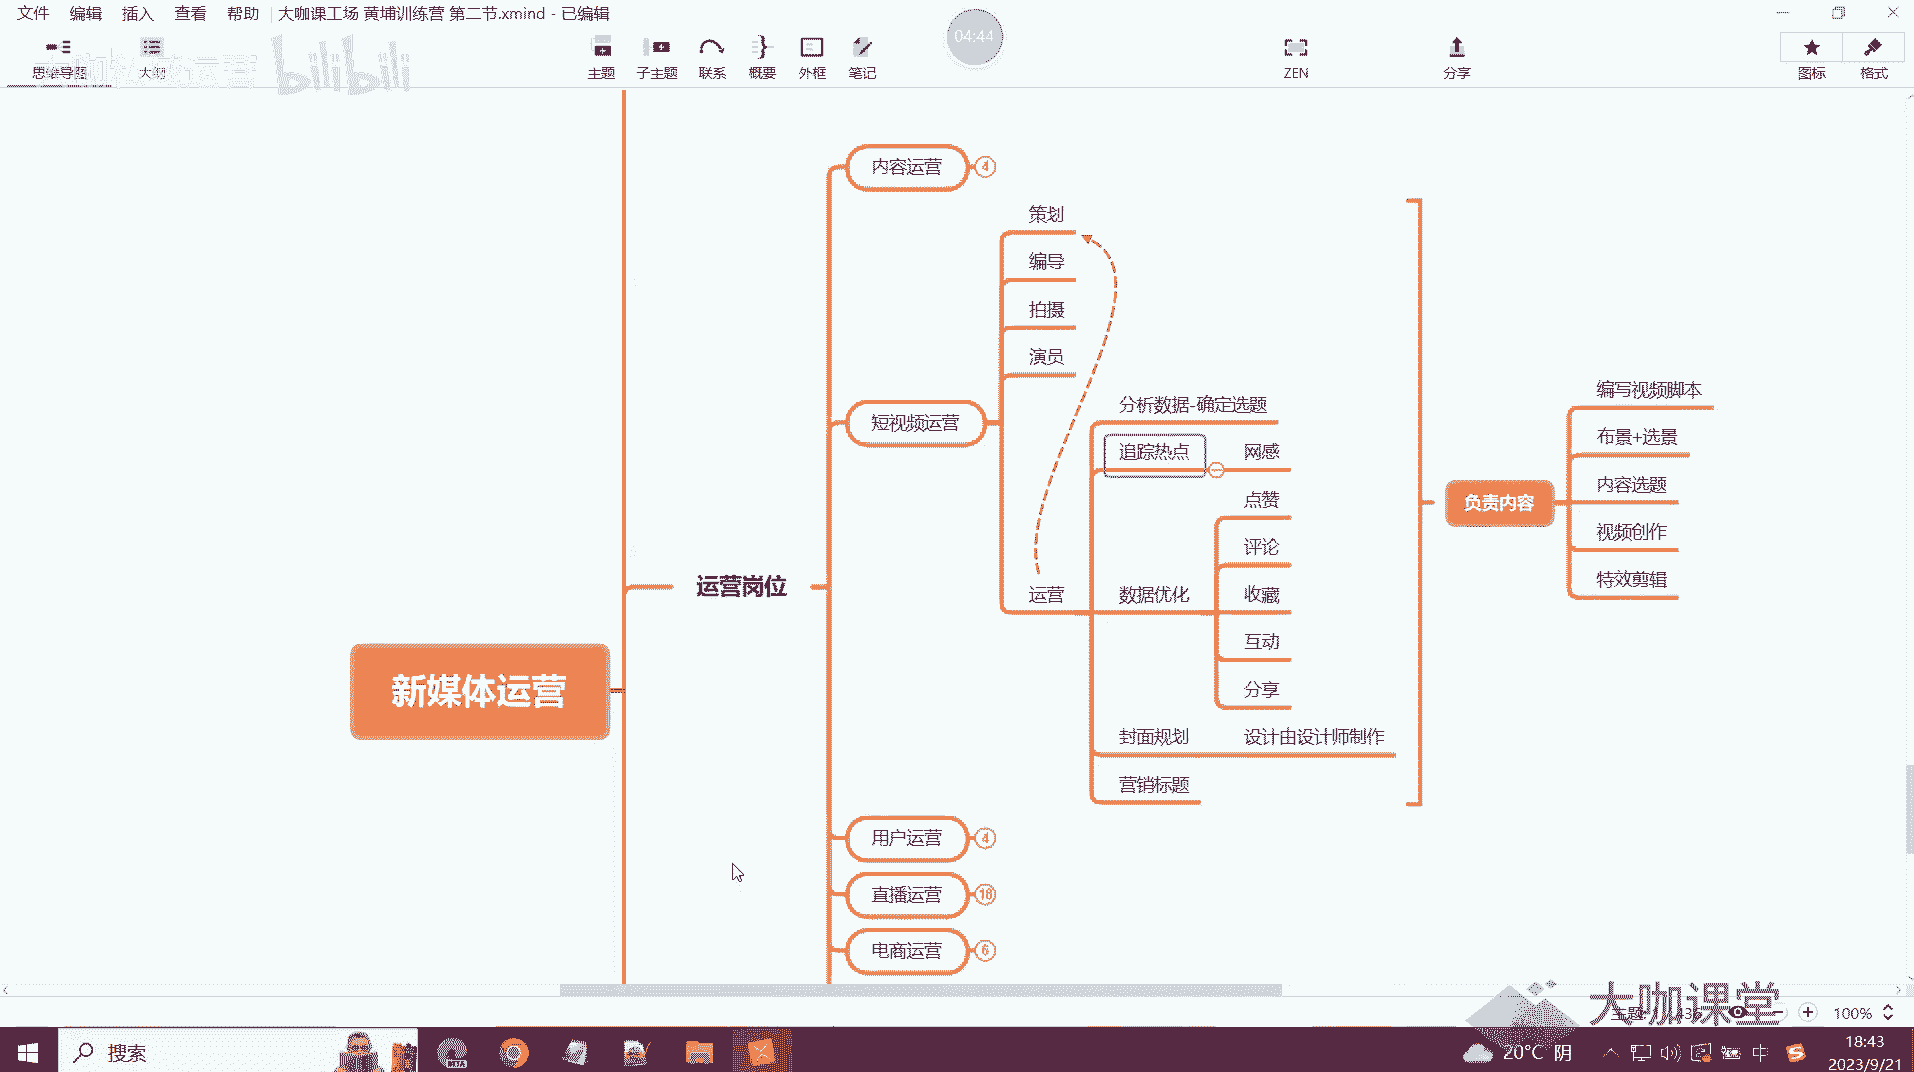 文件 编辑 插入 查看 帮助 大咖课工场 黄埔训练营 第二节.xmind - 已编辑
04:44
思维导图 大纲 主题 子主题 联系 概要 外框 笔记 ZEN 分享 图标 格式
bilibili
内容运营 4
策划
编导
拍摄
演员
分析数据-确定选题
短视频运营
追踪热点 网感
点赞
评论
运营 数据优化 收藏
互动
分享
封面规划 设计由设计师制作
营销标题
负责内容
编写视频脚本
布景+选景
内容选题
视频创作
特效剪辑
运营岗位
新媒体运营
用户运营 4
直播运营 18
电商运营 6
大咖课堂
100%
搜索
20°C 阴
中
18:43
2023/9/21